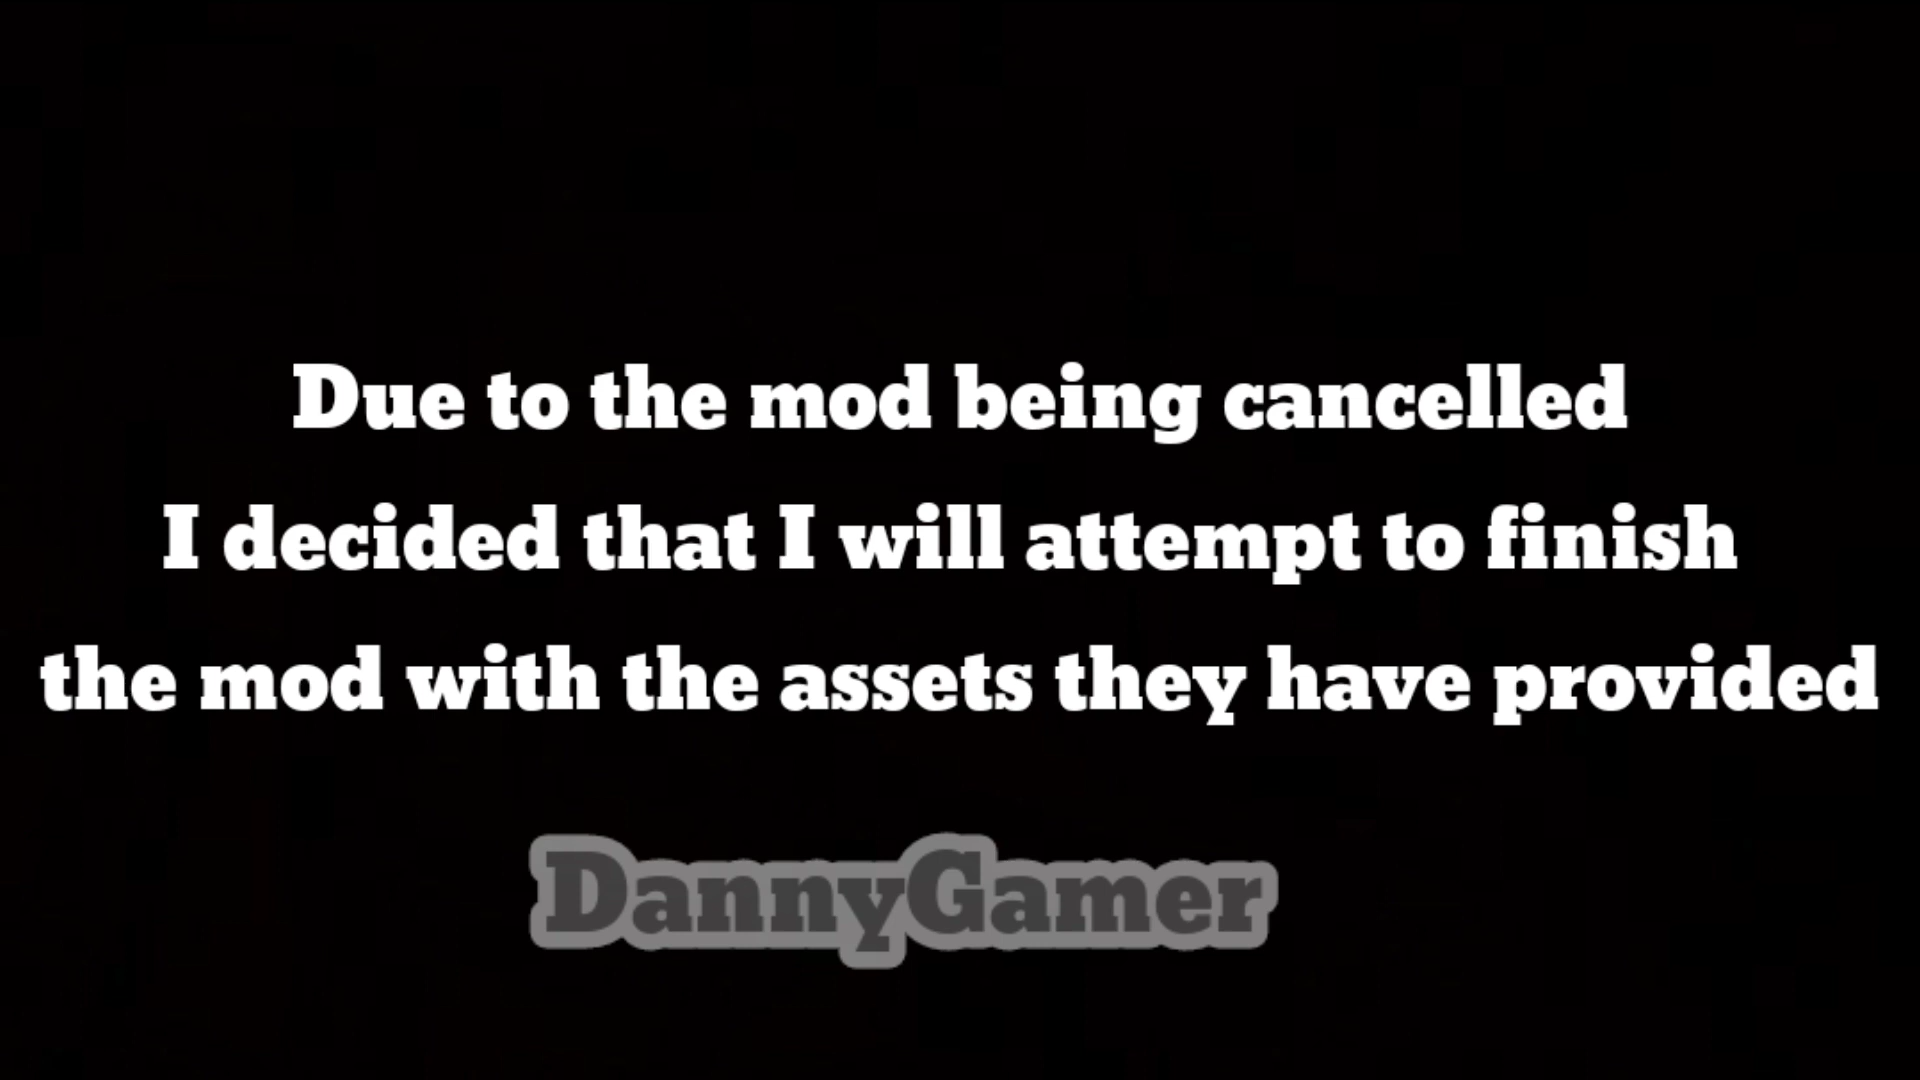 Due to the mod being cancelled
I decided that I will attempt to finish
the mod with the assets they have provided
DannyGamer